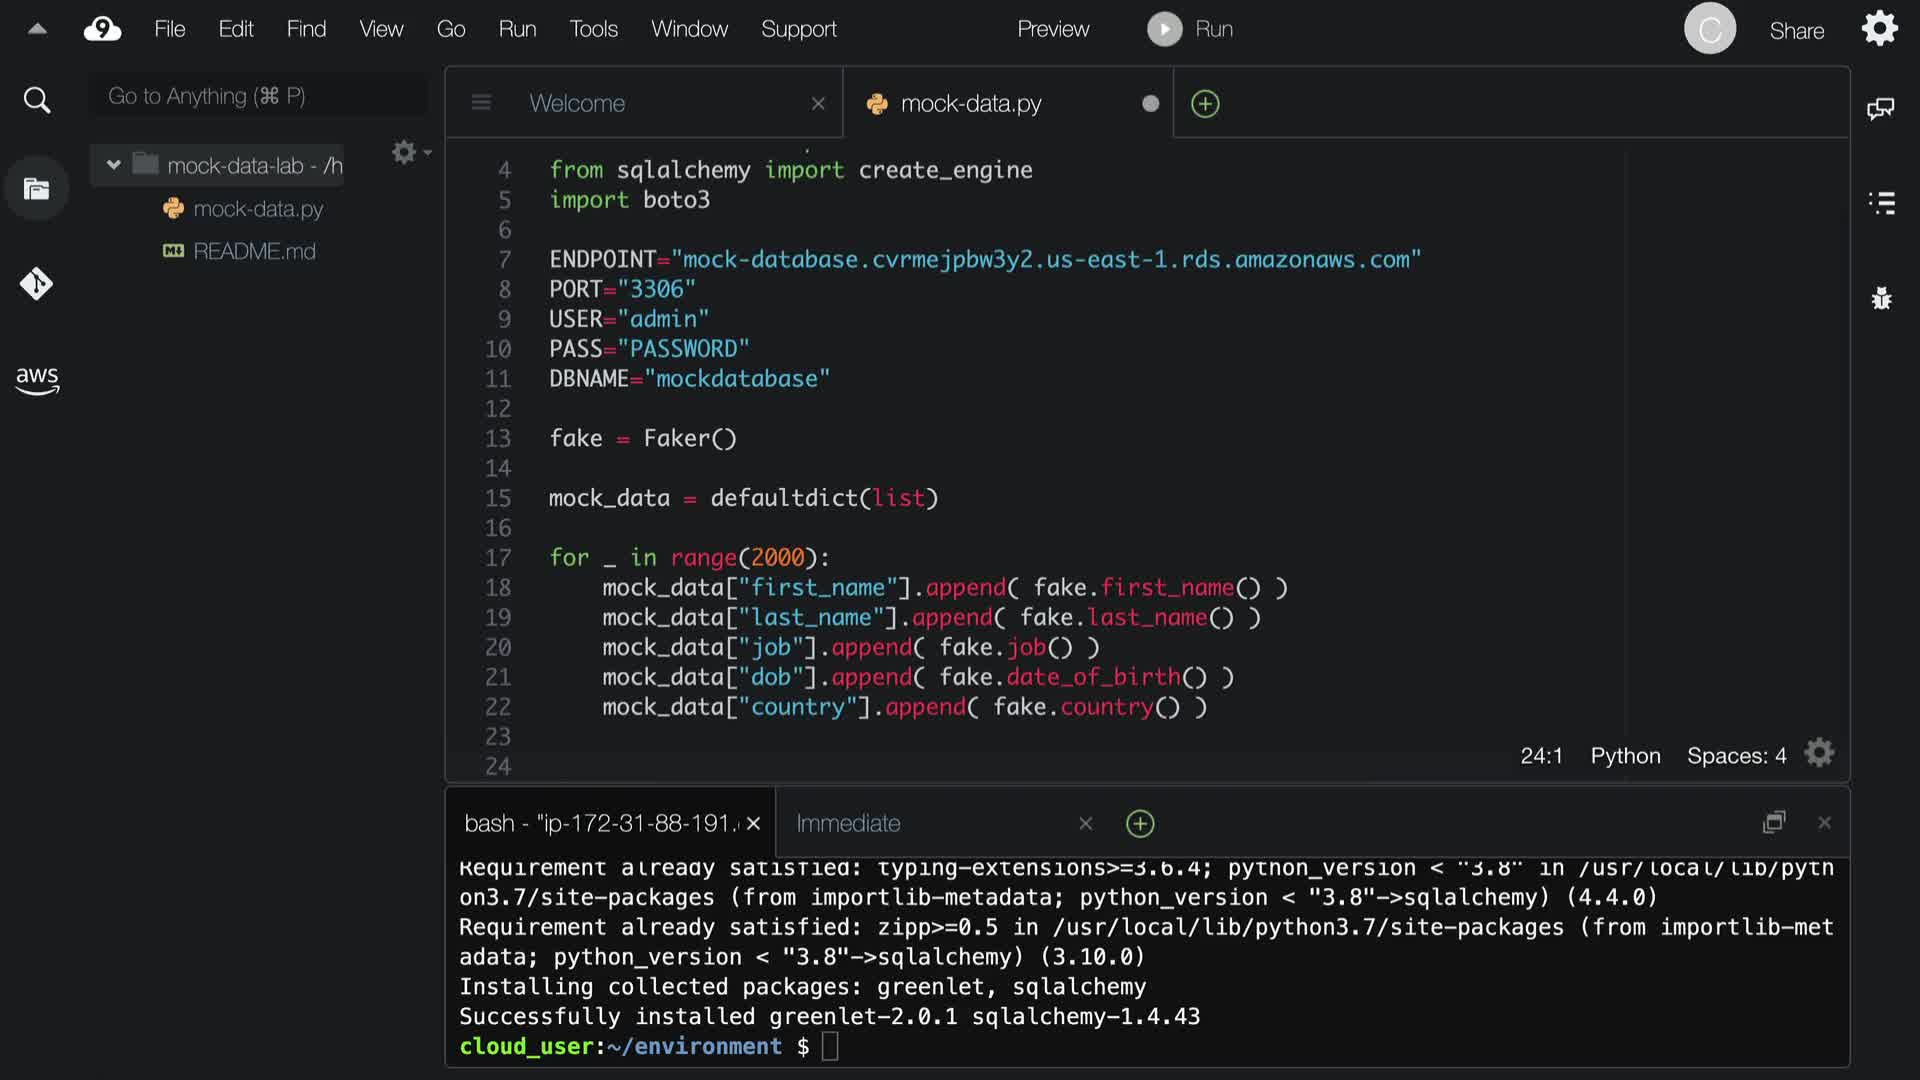 9 File Edit Find View Go Run Tools Window Support Preview Run C Share
Go to Anything (⌘ P)
mock-data-lab - /h
mock-data.py
README.md
aws
Welcome mock-data.py
4 from sqlalchemy import create_engine
5 import boto3
6
7 ENDPOINT="mock-database.cvrmejpbw3y2.us-east-1.rds.amazonaws.com"
8 PORT="3306"
9 USER="admin"
10 PASS="PASSWORD"
11 DBNAME="mockdatabase"
12
13 fake = Faker()
14
15 mock_data = defaultdict(list)
16
17 for _ in range(2000):
18     mock_data["first_name"].append( fake.first_name() )
19     mock_data["last_name"].append( fake.last_name() )
20     mock_data["job"].append( fake.job() )
21     mock_data["dob"].append( fake.date_of_birth() )
22     mock_data["country"].append( fake.country() )
23
24
24:1 Python Spaces: 4
bash - "ip-172-31-88-191. Immediate
Requirement already satisfied: typing-extensions>=3.6.4; python_version < "3.8" in /usr/local/lib/pyth
on3.7/site-packages (from importlib-metadata; python_version < "3.8"->sqlalchemy) (4.4.0)
Requirement already satisfied: zipp>=0.5 in /usr/local/lib/python3.7/site-packages (from importlib-met
adata; python_version < "3.8"->sqlalchemy) (3.10.0)
Installing collected packages: greenlet, sqlalchemy
Successfully installed greenlet-2.0.1 sqlalchemy-1.4.43
cloud_user:~/environment $